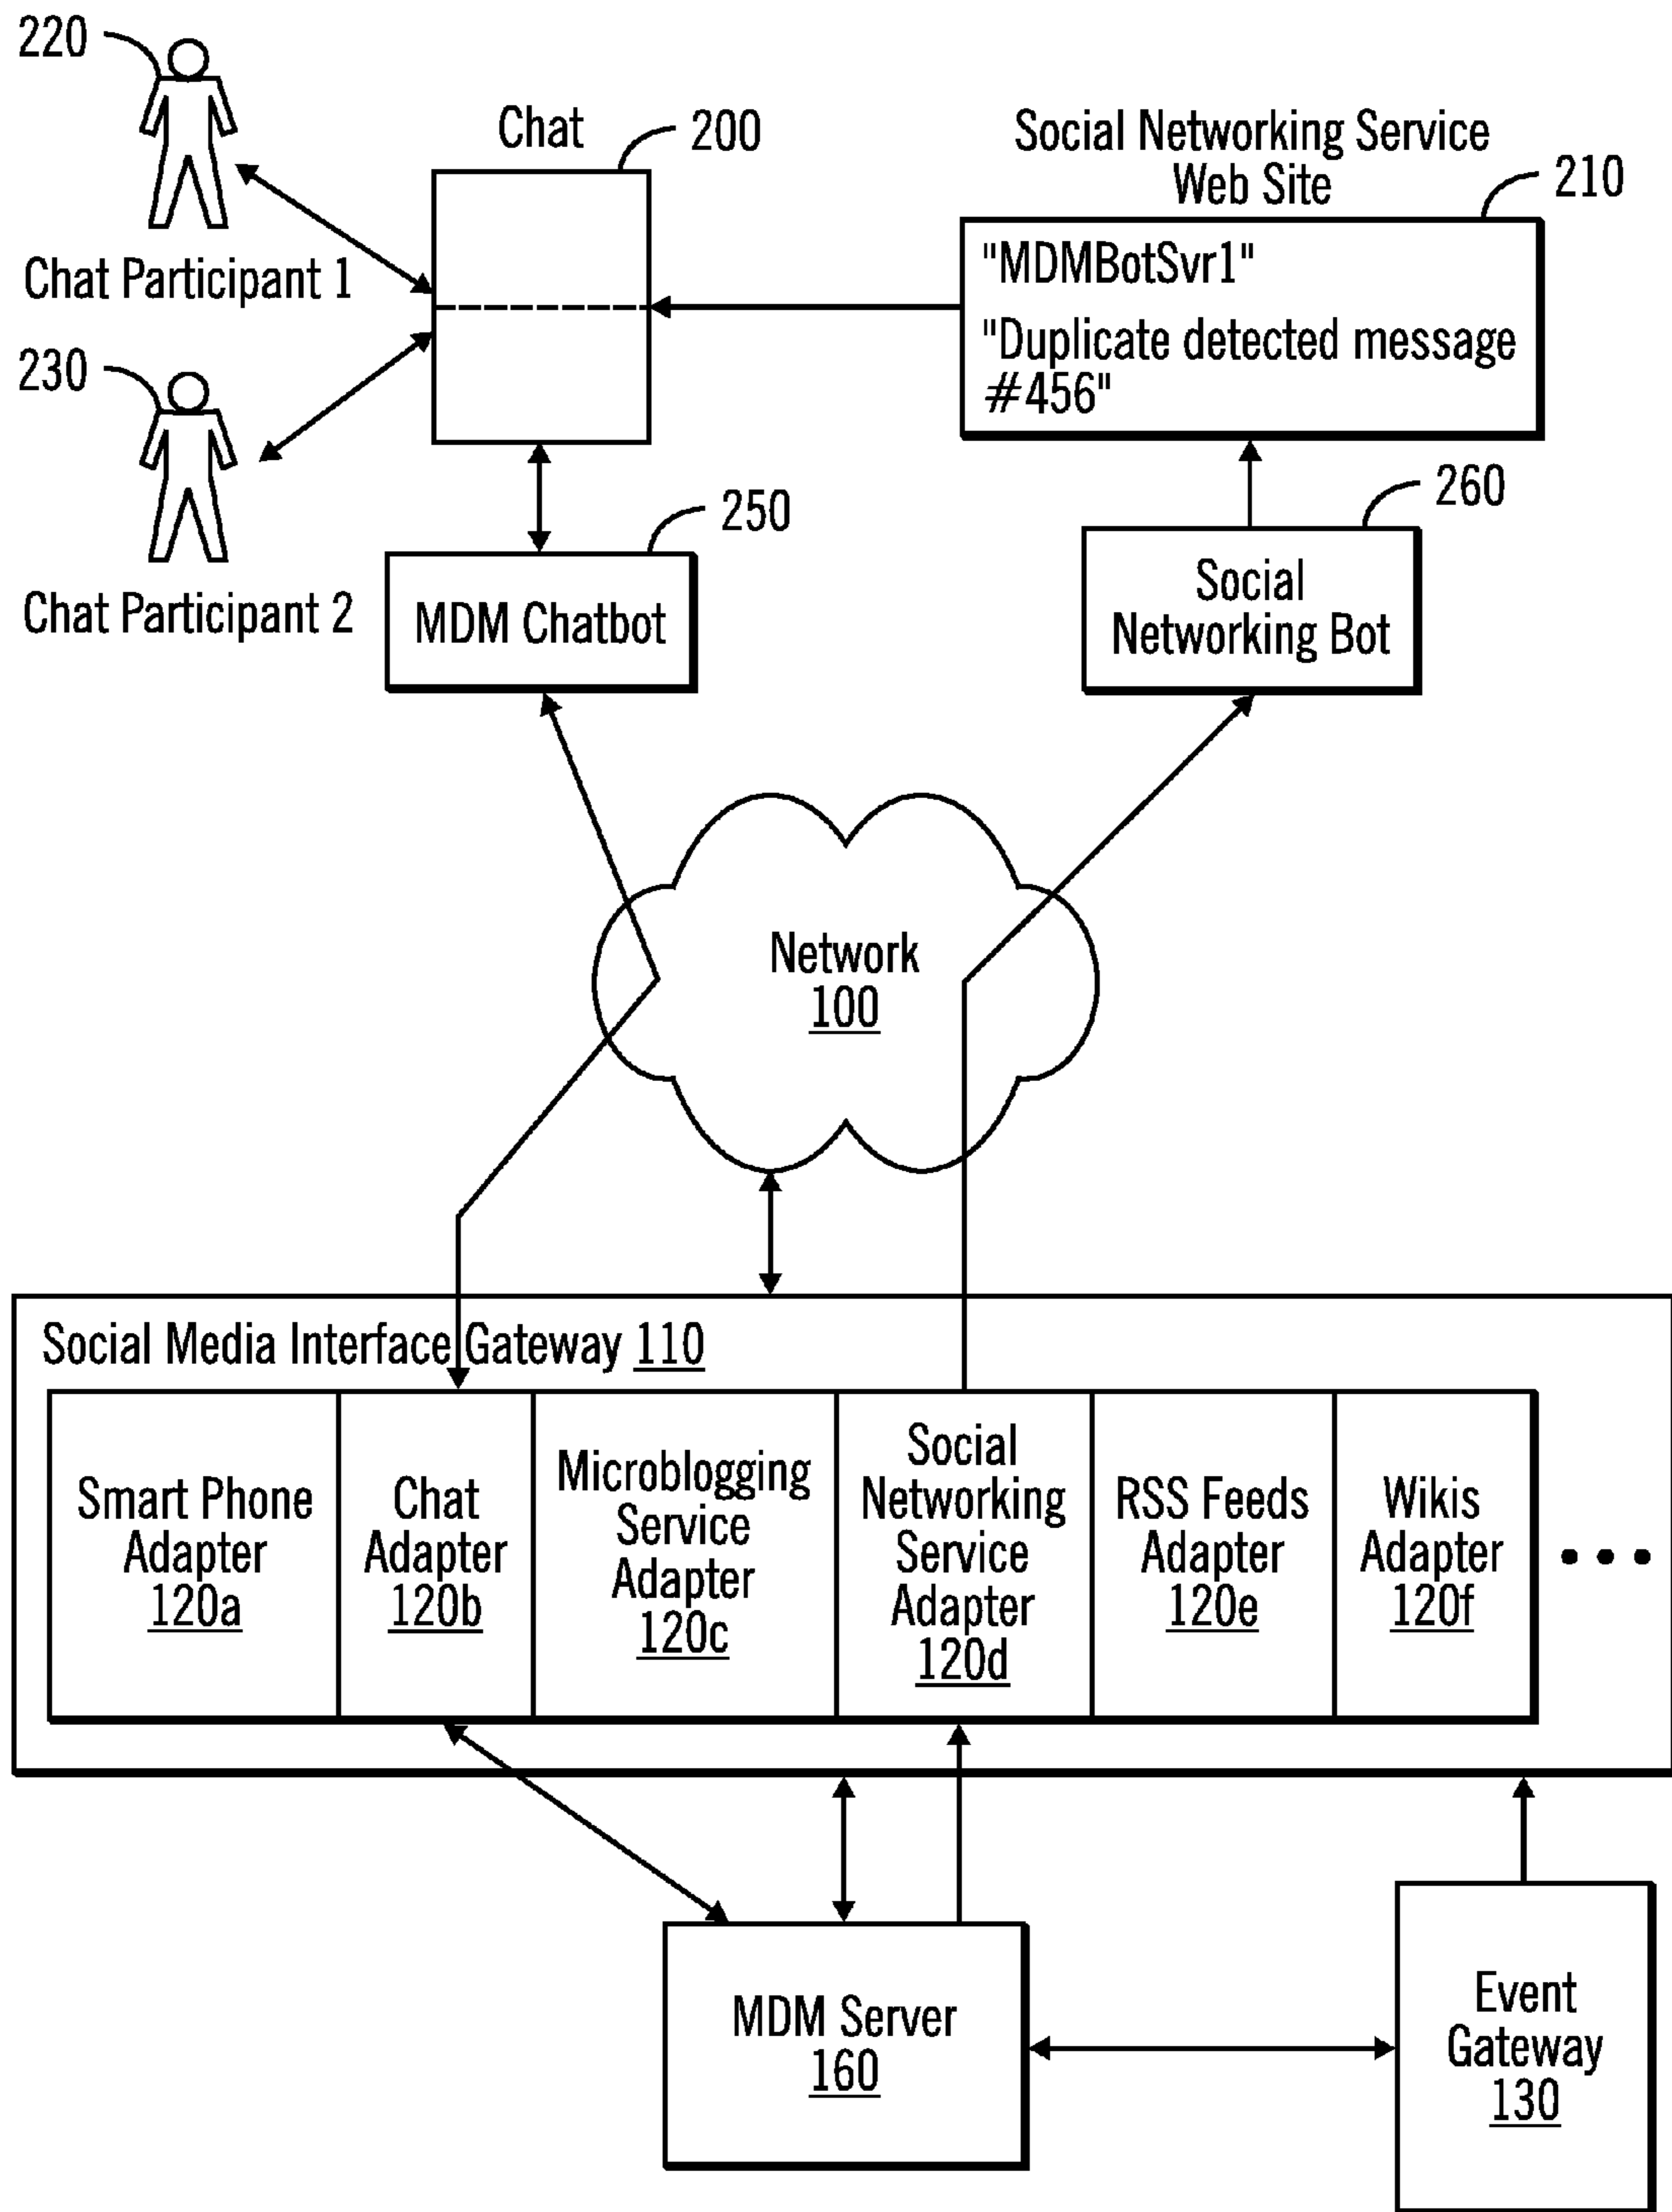 220
Chat Participant 1
230
Chat Participant 2
Chat
200
Social Networking Service
Web Site
210
"MDMBotSvr1"
"Duplicate detected message
#456"
250
MDM Chatbot
260
Social
Networking Bot
Network
100
Social Media Interface Gateway 110
Smart Phone
Adapter
120a
Chat
Adapter
120b
Microblogging
Service
Adapter
120c
Social
Networking
Service
Adapter
120d
RSS Feeds
Adapter
120e
Wikis
Adapter
120f
MDM Server
160
Event
Gateway
130